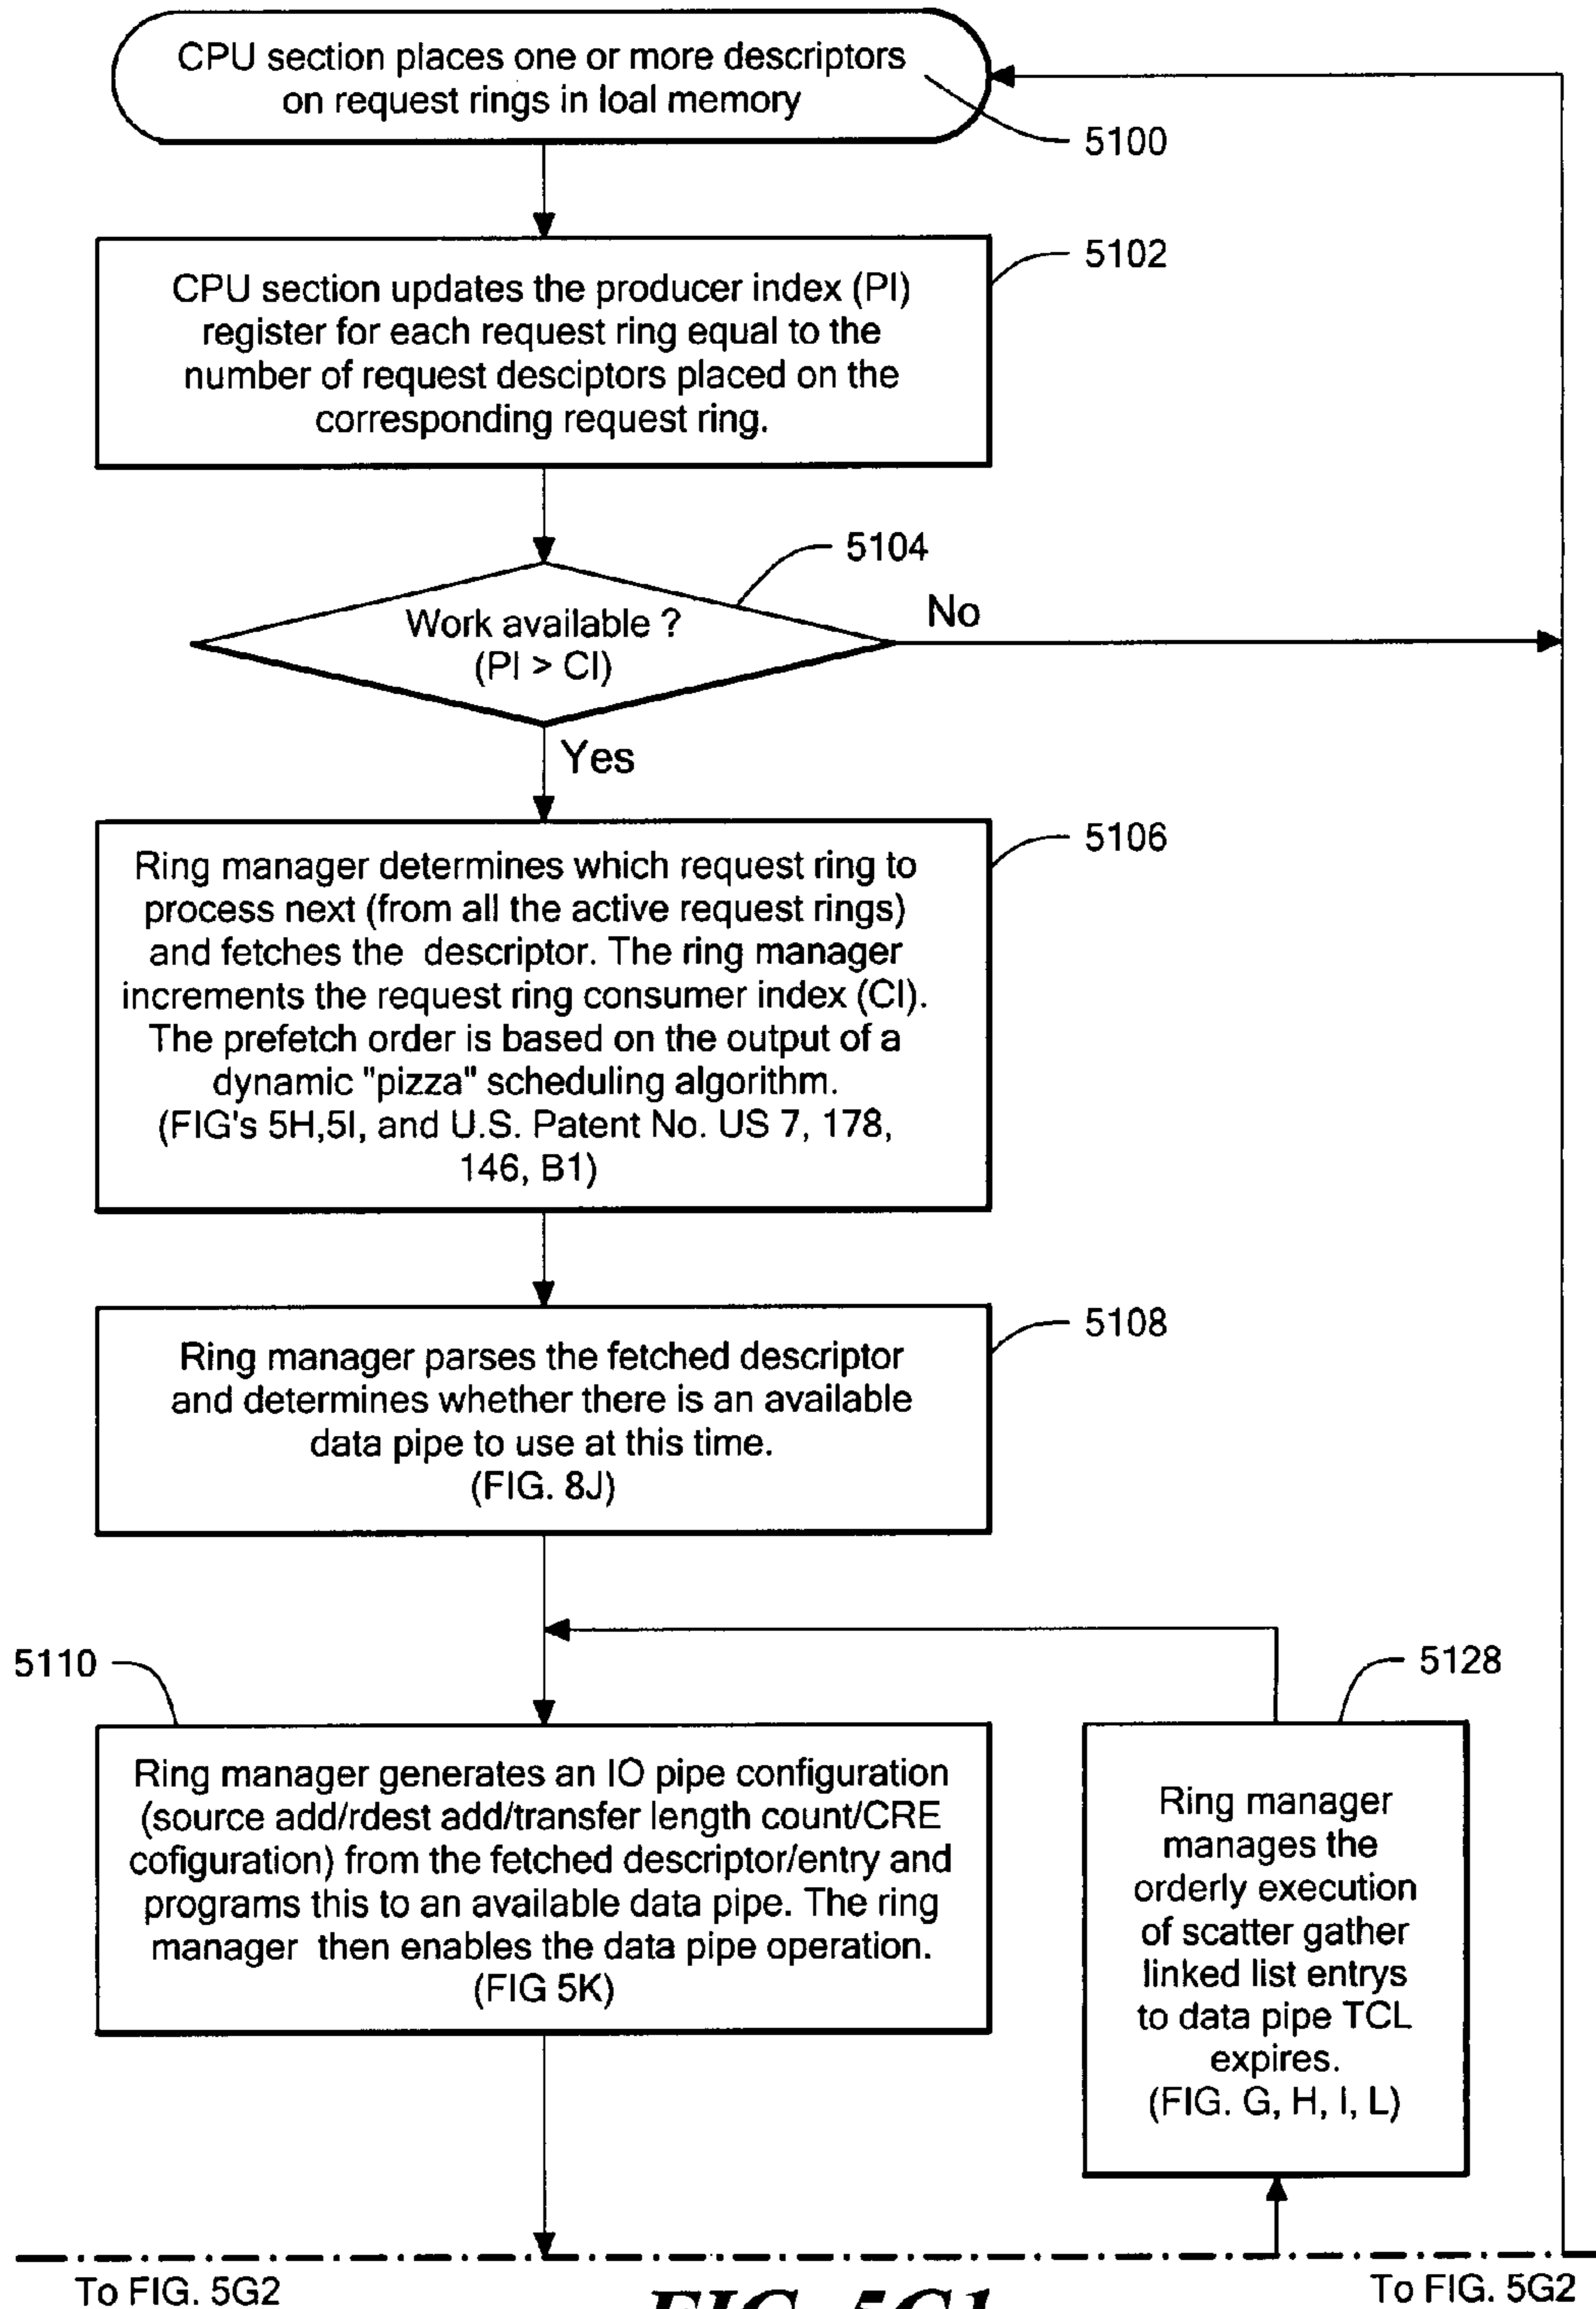 CPU section places one or more descriptors
on request rings in loal memory
5100
5102
CPU section updates the producer index (PI)
register for each request ring equal to the
number of request desciptors placed on the
corresponding request ring.
5104
Work available ?
(PI > CI)
No
Yes
5106
Ring manager determines which request ring to
process next (from all the active request rings)
and fetches the descriptor. The ring manager
increments the request ring consumer index (CI).
The prefetch order is based on the output of a
dynamic "pizza" scheduling algorithm.
(FIG's 5H,5I, and U.S. Patent No. US 7, 178,
146, B1)
5108
Ring manager parses the fetched descriptor
and determines whether there is an available
data pipe to use at this time.
(FIG. 8J)
5110
Ring manager generates an IO pipe configuration
(source add/rdest add/transfer length count/CRE
cofiguration) from the fetched descriptor/entry and
programs this to an available data pipe. The ring
manager then enables the data pipe operation.
(FIG 5K)
5128
Ring manager
manages the
orderly execution
of scatter gather
linked list entrys
to data pipe TCL
expires.
(FIG. G, H, I, L)
To FIG. 5G2
FIG. 5G1
To FIG. 5G2